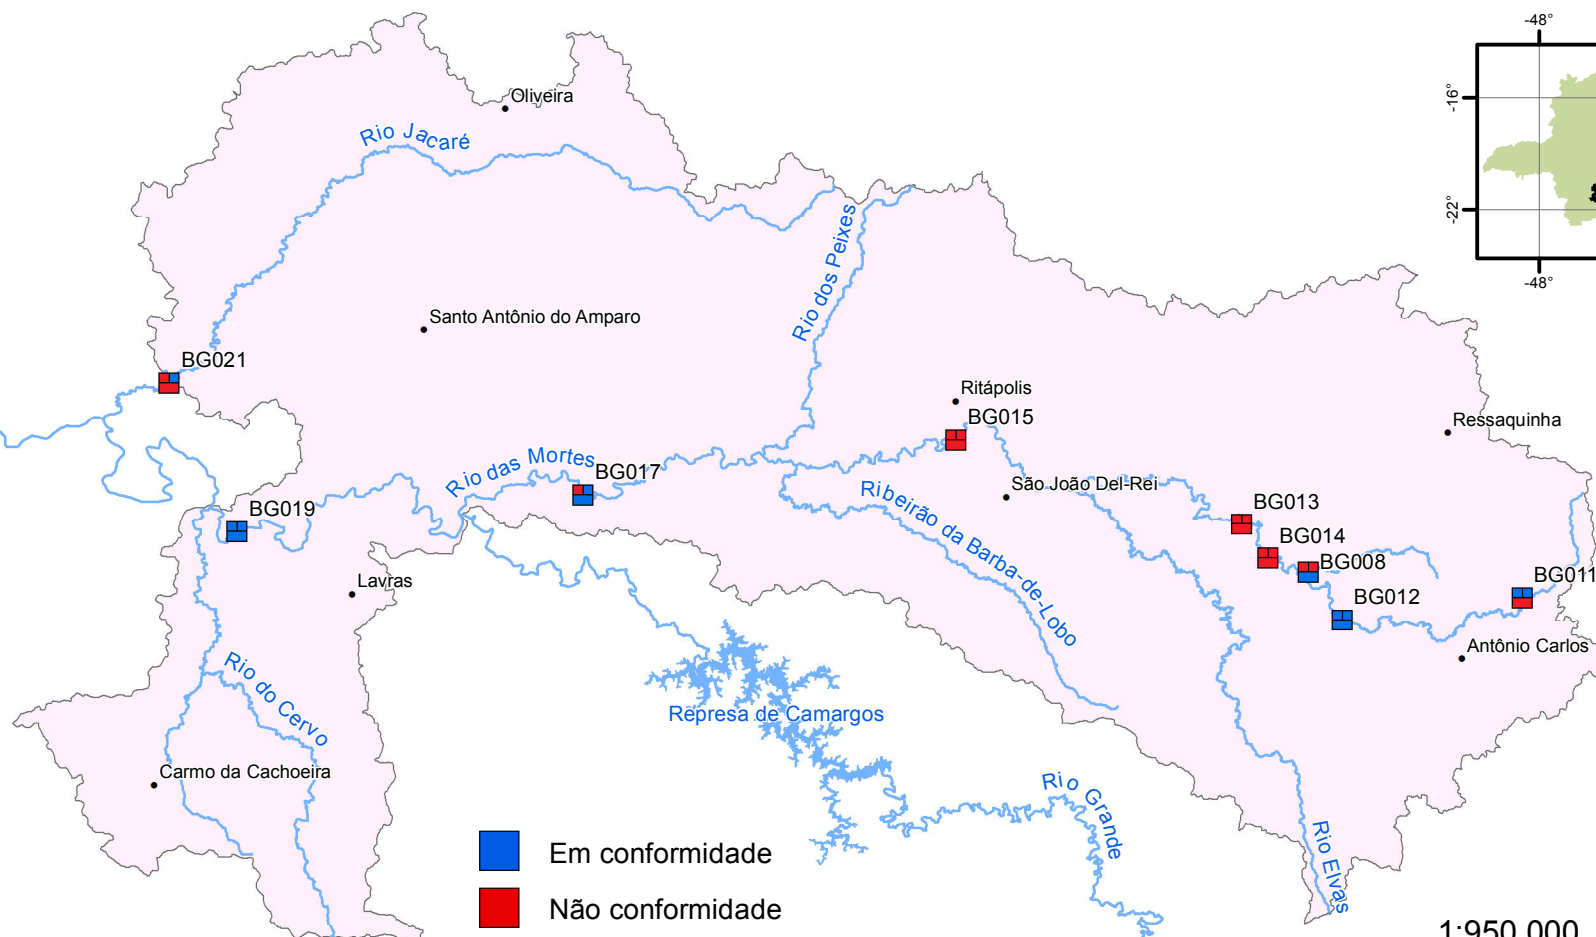 -48°
Oliveira
-16°
Rio Jacaré
Rio dos Peixes
-22°
-48°
Santo Antônio do Amparo
BG021
Ritápolis
BG015
Ressaquinha
Rio das Mortes
BG017
São João Del-Rei
Ribeirão da Barba-de-Lobo
BG019
BG013
BG014
BG008
BG011
Lavras
BG012
Antônio Carlos
Rio do Cervo
Represa de Camargos
Carmo da Cachoeira
Rio Grande
Rio Elvas
Em conformidade
Não conformidade
1:950.000